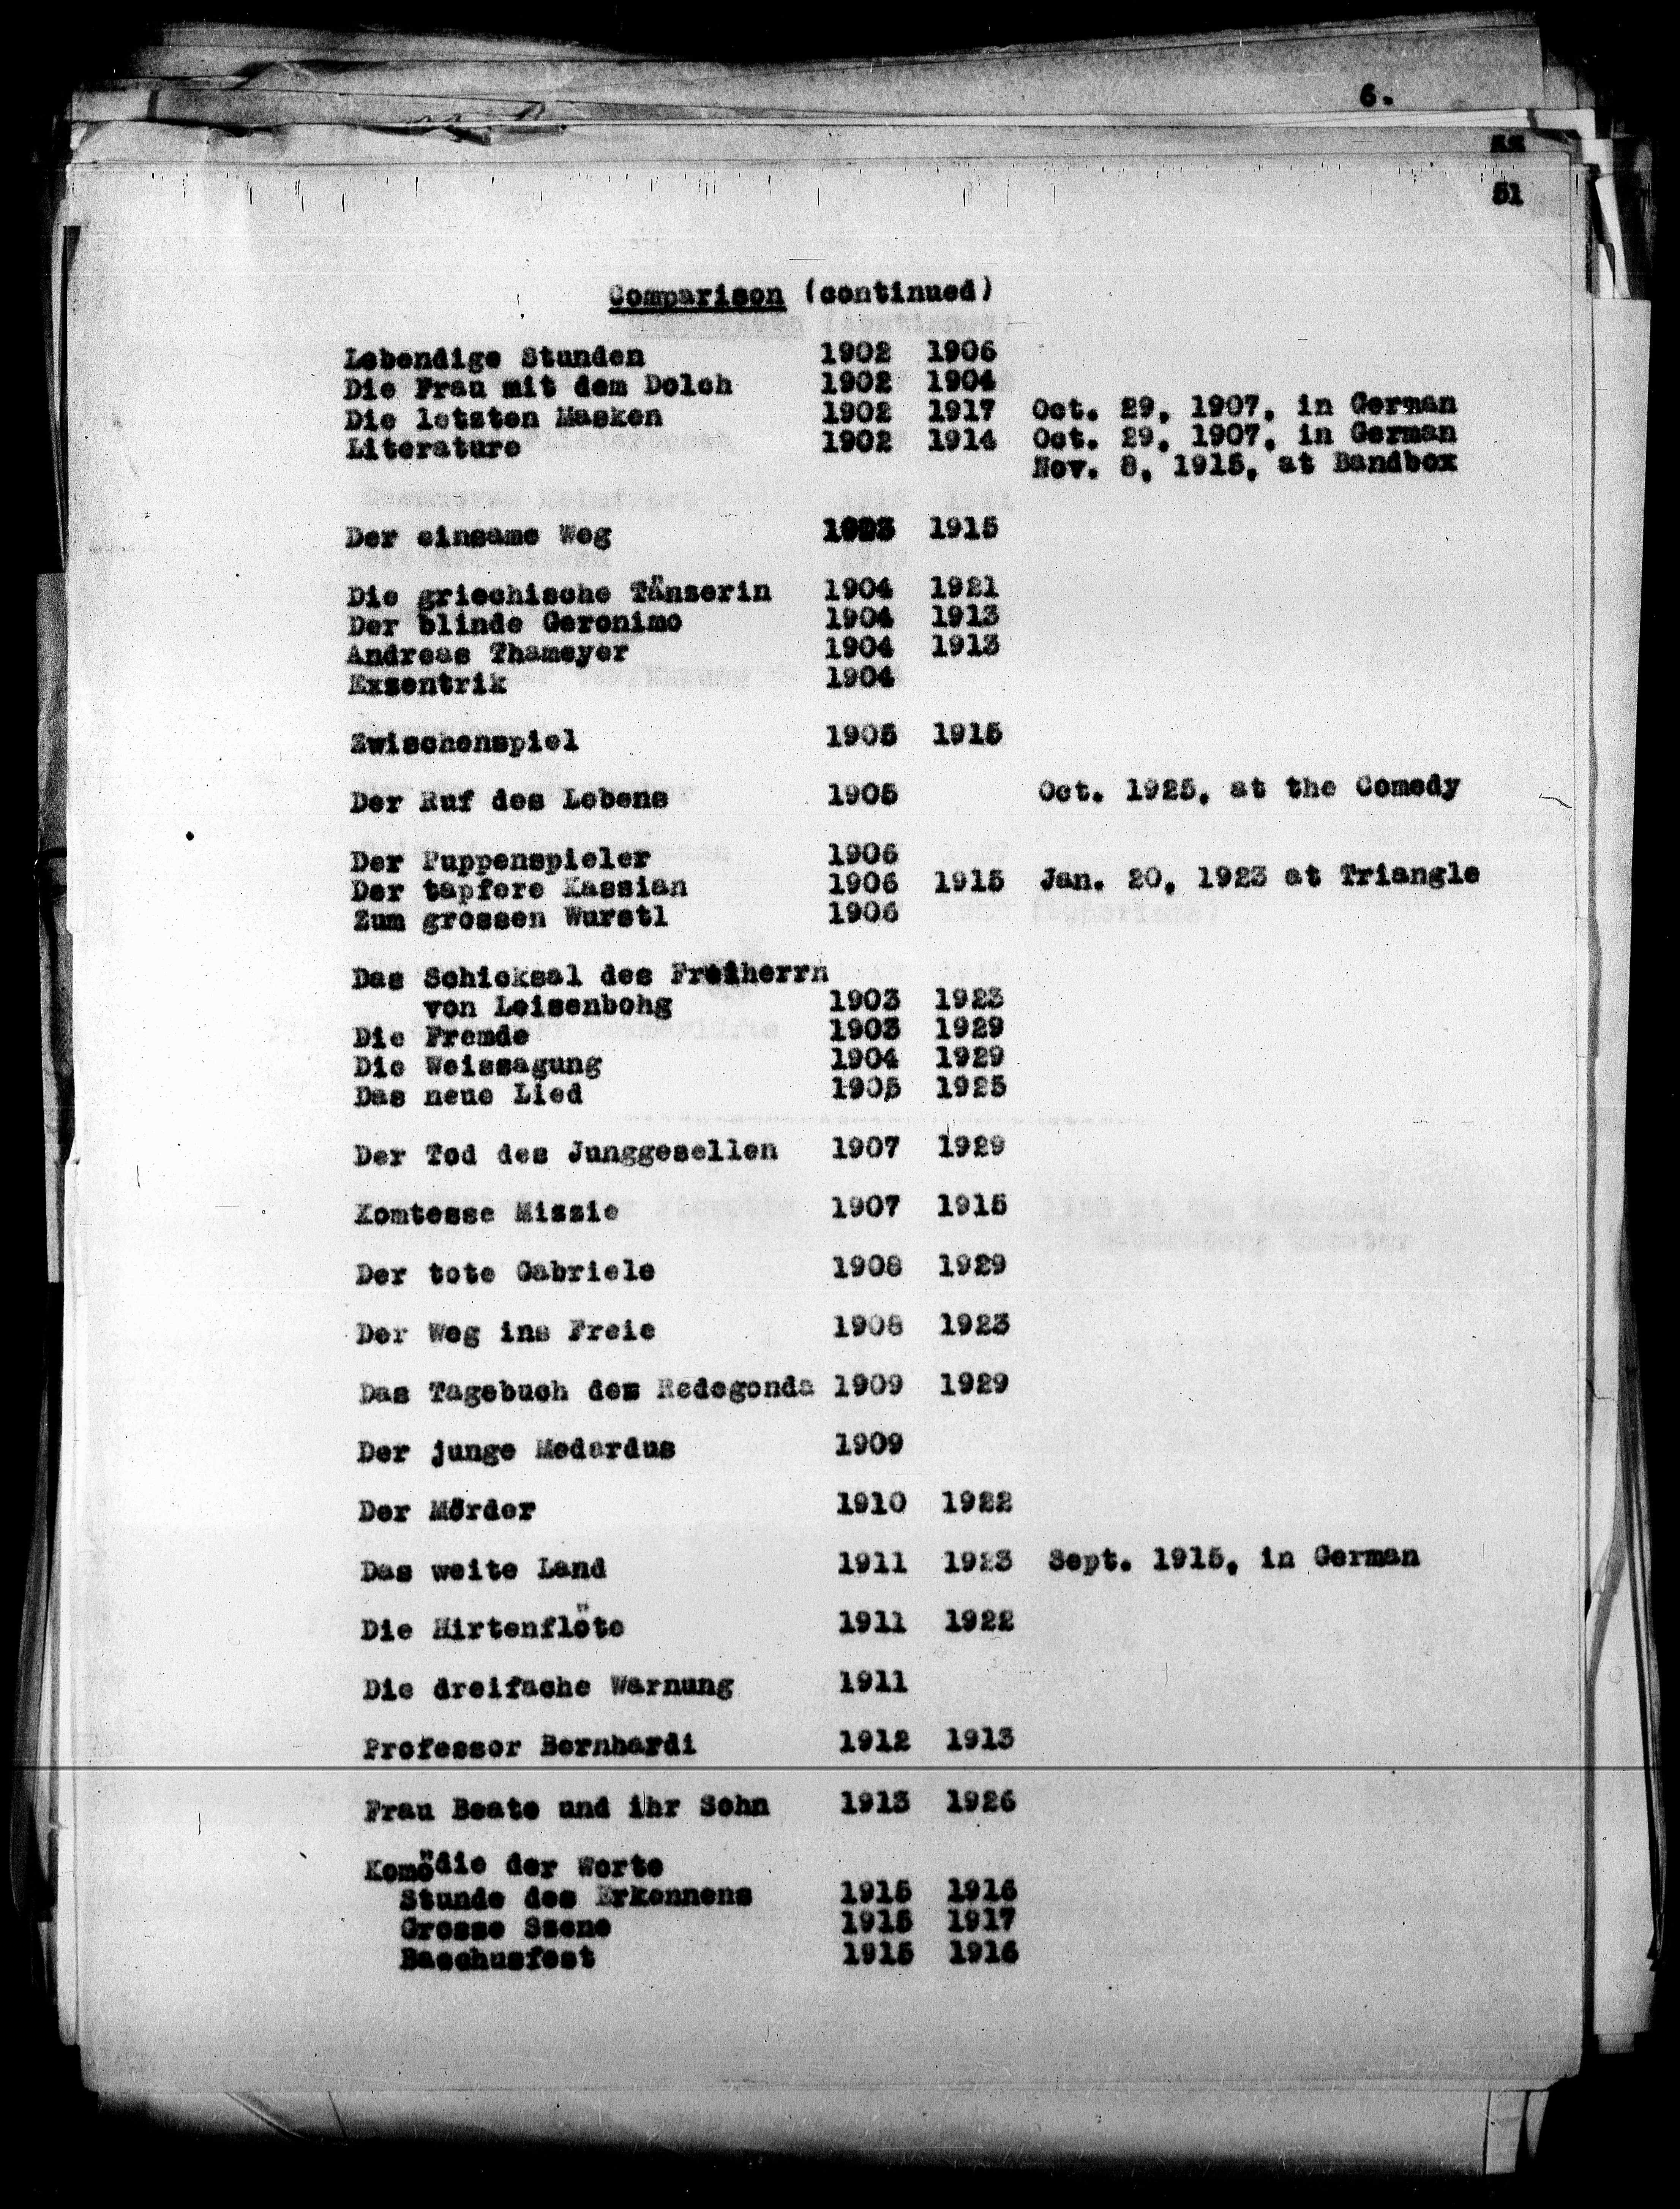 6.
51
Comparison (continued)
Lebendige Stunden 1902 1906
Die Frau mit dem Dolch 1902 1904
Die letzten Masken 1902 1917 Oct. 29, 1907, in German
Literature 1902 1914 Oct. 29, 1907, in German
Nov. 8, 1915, at Bandbox
Der einsame Weg 1923 1915
Die griechische Tänzerin 1904 1921
Der blinde Geronimo 1904 1913
Andreas Thameyer 1904 1913
Exzentrik 1904
Zwischenspiel 1905 1915
Der Ruf des Lebens 1905 Oct. 1925, at the Comedy
Der Puppenspieler 1906
Der tapfere Kassian 1906 1915 Jan. 20, 1923 at Triangle
Zum grossen Wurstl 1906
Das Schicksal des Freiherrn
von Leisenbohg 1903 1923
Die Fremde 1903 1929
Die Weissagung 1904 1929
Das neue Lied 1905 1925
Der Tod des Junggesellen 1907 1929
Komtesse Mizzie 1907 1915
Der tote Gabriele 1908 1929
Der Weg ins Freie 1908 1923
Das Tagebuch der Redegonda 1909 1929
Der junge Medardus 1909
Der Mörder 1910 1922
Das weite Land 1911 1923 Sept. 1915, in German
Die Hirtenflöte 1911 1922
Die dreifache Warnung 1911
Professor Bernhardi 1912 1913
Frau Beate und ihr Sohn 1913 1926
Komödie der Worte
Stunde des Erkennens 1915 1916
Grosse Szene 1915 1917
Bacchusfest 1915 1916